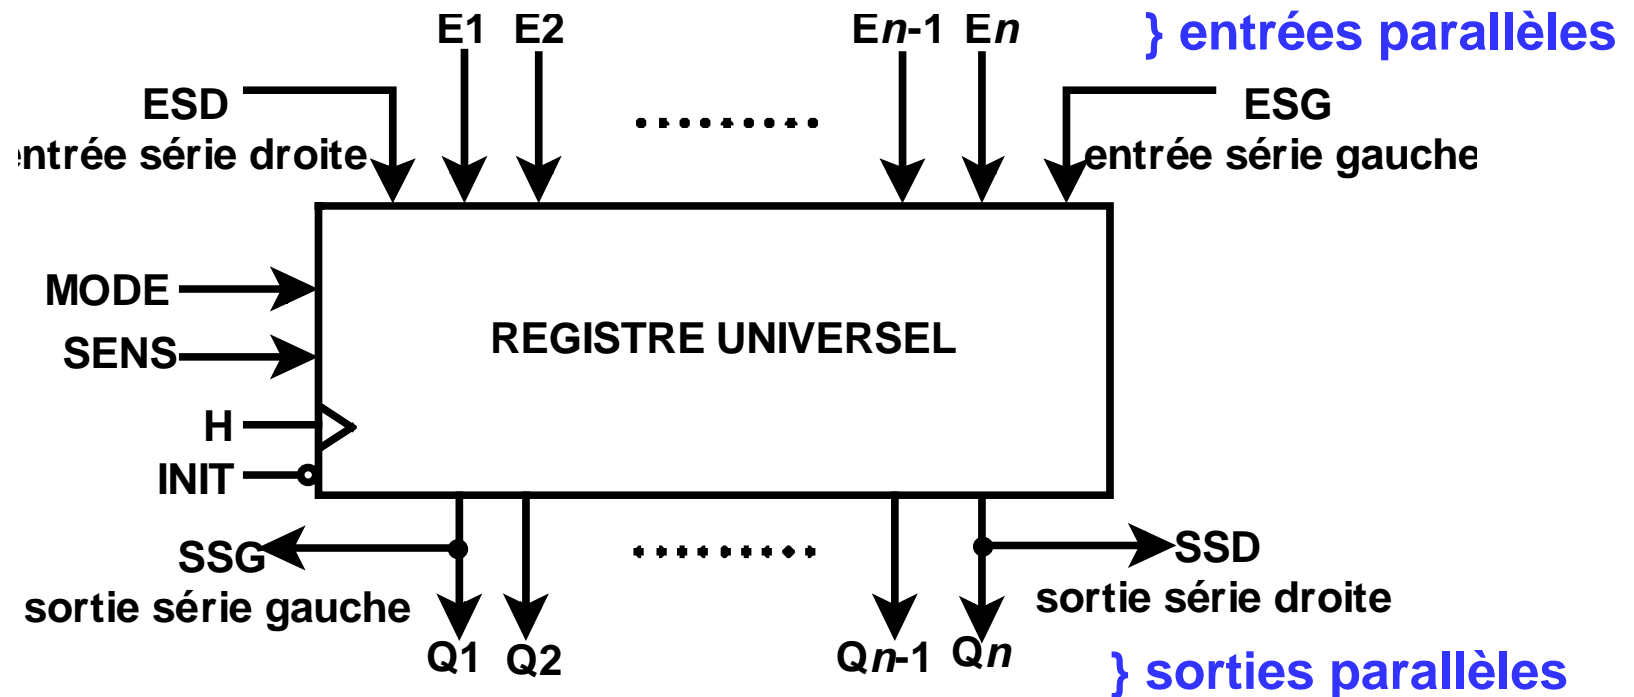 E1 E2 En-1 En } entrées parallèles
ESD ESG
ntrée série droite entrée série gauche
MODE
SENS
REGISTRE UNIVERSEL
H
INIT
SSG SSD
sortie série gauche sortie série droite
Q1 Q2 Qn-1 Qn } sorties parallèles